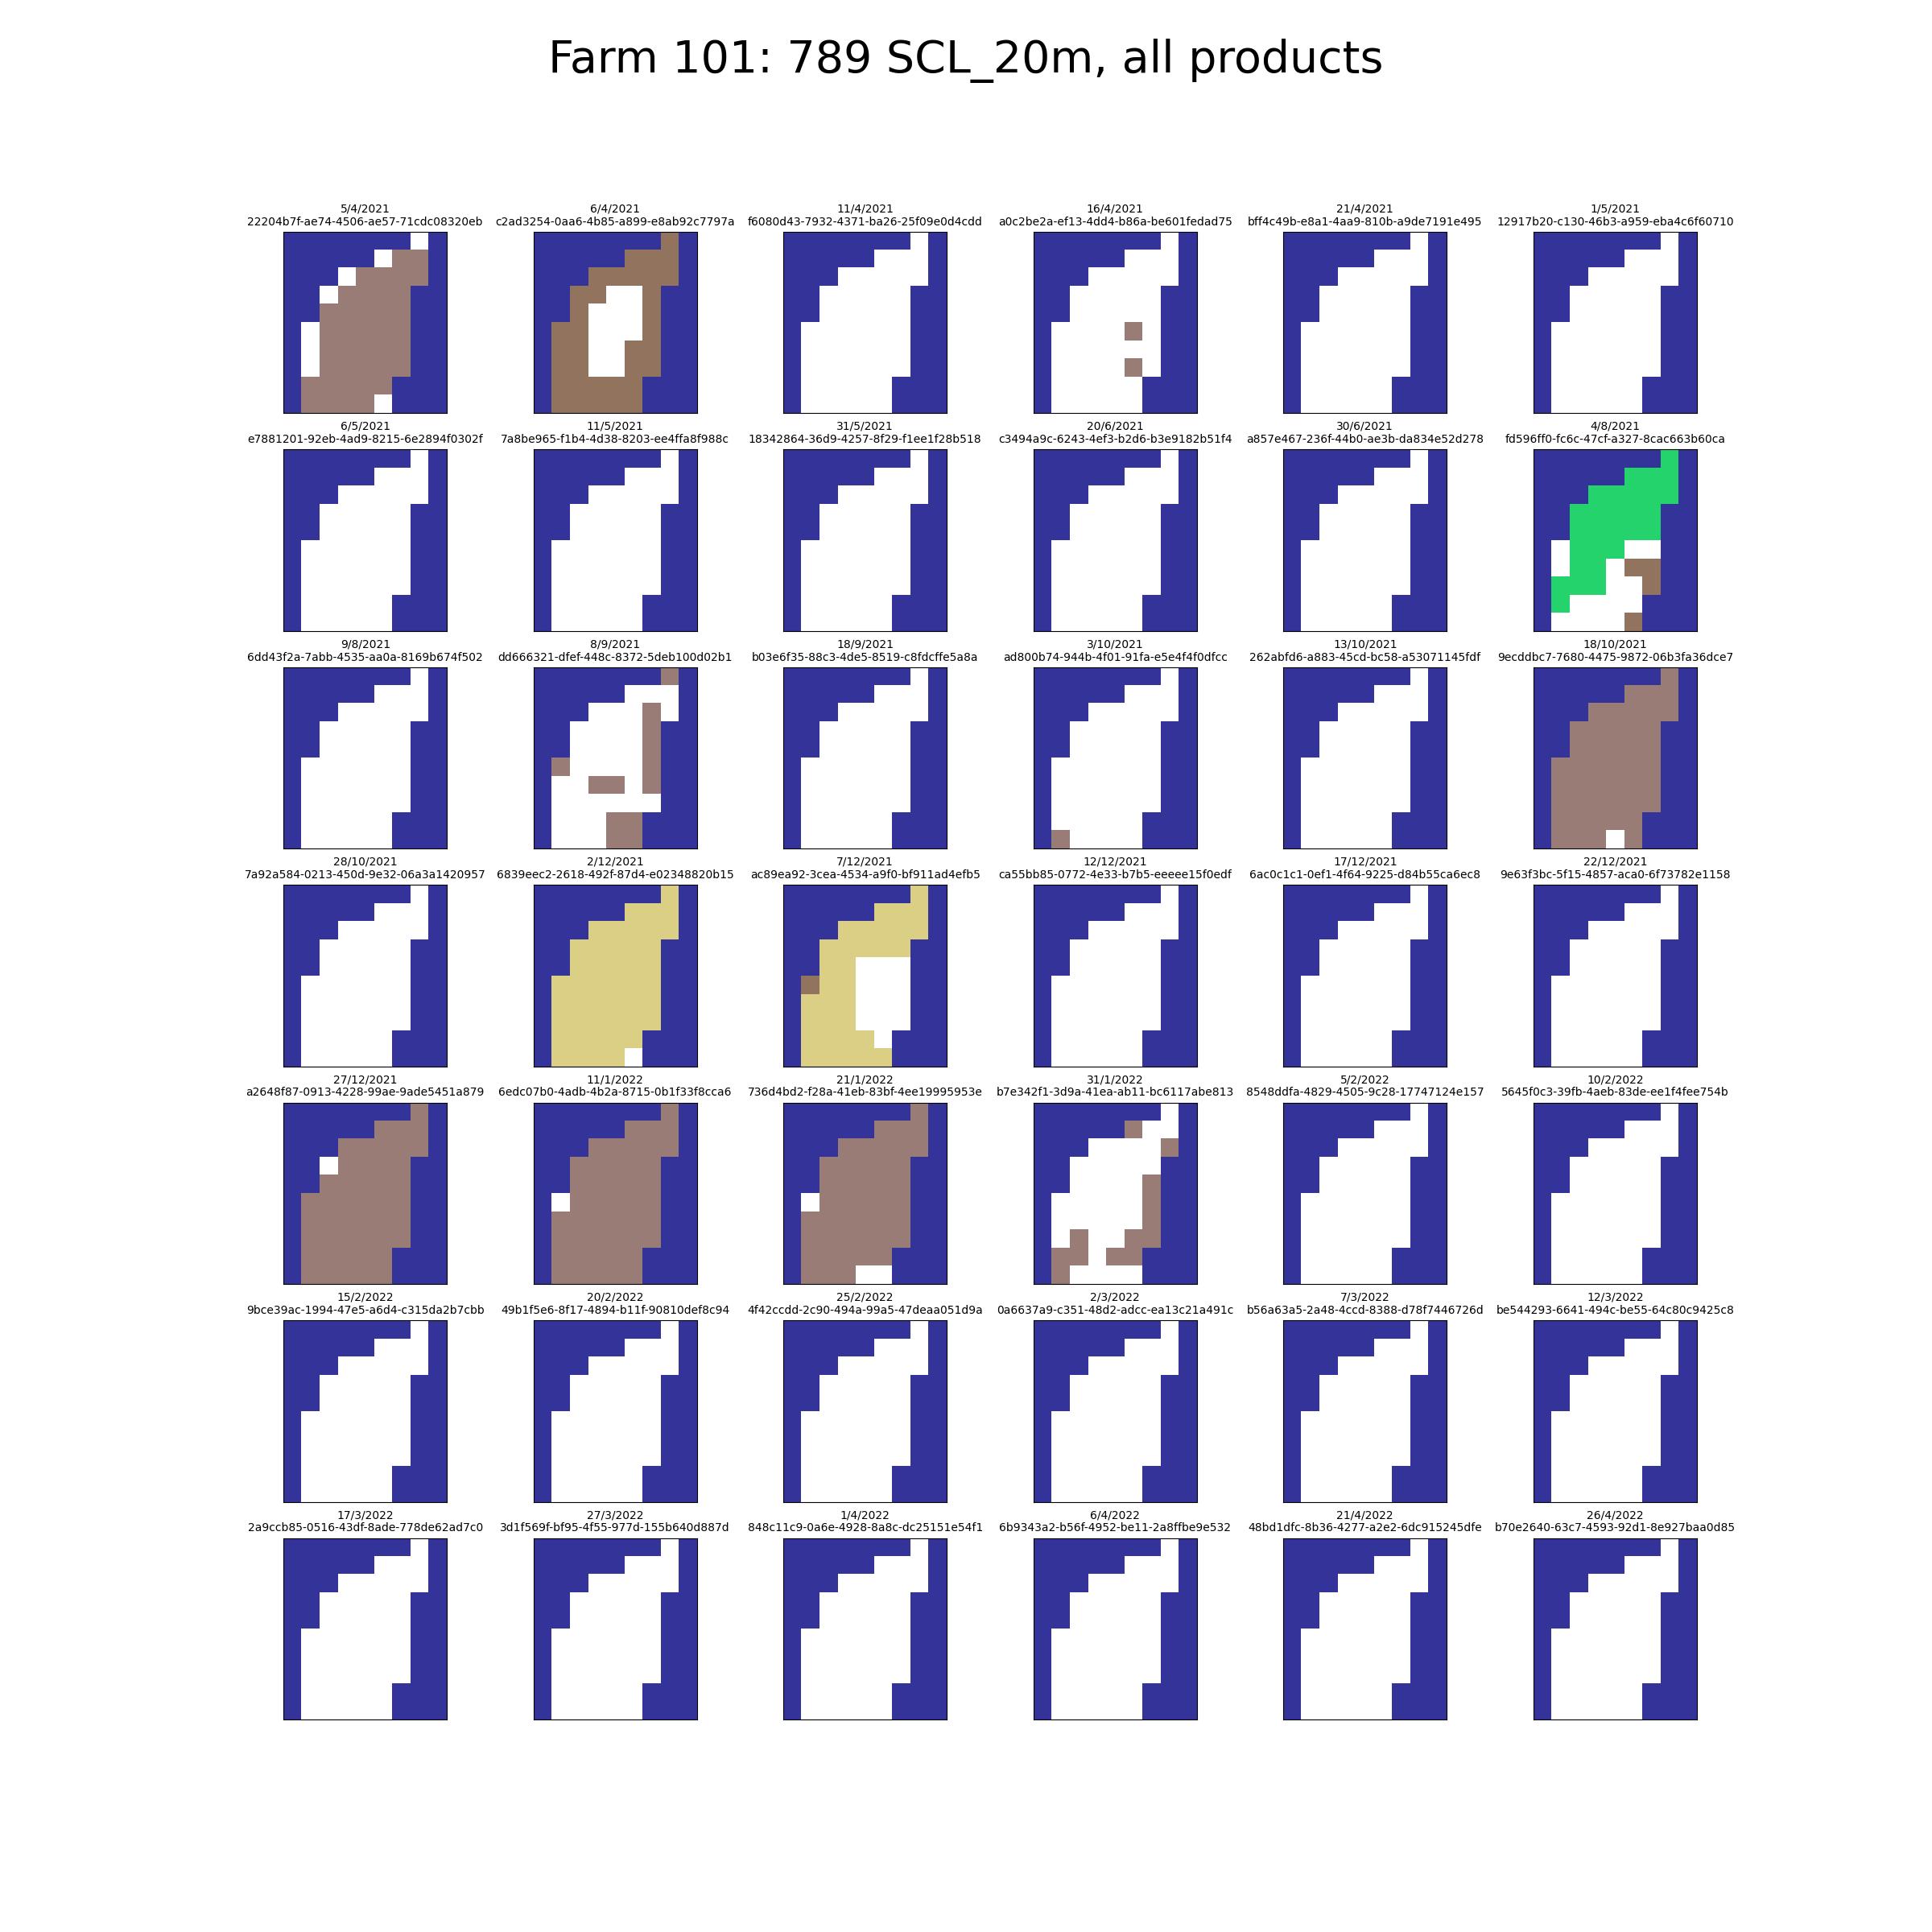 Farm 101: 789 SCL_20m, all products
5/4/2021
22204b7f-ae74-4506-ae57-71cdc08320eb
6/4/2021
c2ad3254-0aa6-4b85-a899-e8ab92c7797a
11/4/2021
f6080d43-7932-4371-ba26-25f09e0d4cdd
16/4/2021
a0c2be2a-ef13-4dd4-b86a-be601fedad75
21/4/2021
bff4c49b-e8a1-4aa9-810b-a9de7191e495
1/5/2021
12917b20-c130-46b3-a959-eba4c6f60710
6/5/2021
e7881201-92eb-4ad9-8215-6e2894f0302f
11/5/2021
7a8be965-f1b4-4d38-8203-ee4ffa8f988c
31/5/2021
18342864-36d9-4257-8f29-f1ee1f28b518
20/6/2021
c3494a9c-6243-4ef3-b2d6-b3e9182b51f4
30/6/2021
a857e467-236f-44b0-ae3b-da834e52d278
4/8/2021
fd596ff0-fc6c-47cf-a327-8cac663b60ca
9/8/2021
6dd43f2a-7abb-4535-aa0a-8169b674f502
8/9/2021
dd666321-dfef-448c-8372-5deb100d02b1
18/9/2021
b03e6f35-88c3-4de5-8519-c8fdcffe5a8a
3/10/2021
ad800b74-944b-4f01-91fa-e5e4f4f0dfcc
13/10/2021
262abfd6-a883-45cd-bc58-a53071145fdf
18/10/2021
9ecddbc7-7680-4475-9872-06b3fa36dce7
28/10/2021
7a92a584-0213-450d-9e32-06a3a1420957
2/12/2021
6839eec2-2618-492f-87d4-e02348820b15
7/12/2021
ac89ea92-3cea-4534-a9f0-bf911ad4efb5
12/12/2021
ca55bb85-0772-4e33-b7b5-eeeee15f0edf
17/12/2021
6ac0c1c1-0ef1-4f64-9225-d84b55ca6ec8
22/12/2021
9e63f3bc-5f15-4857-aca0-6f73782e1158
27/12/2021
a2648f87-0913-4228-99ae-9ade5451a879
11/1/2022
6edc07b0-4adb-4b2a-8715-0b1f33f8cca6
21/1/2022
736d4bd2-f28a-41eb-83bf-4ee19995953e
31/1/2022
b7e342f1-3d9a-41ea-ab11-bc6117abe813
5/2/2022
8548ddfa-4829-4505-9c28-17747124e157
10/2/2022
5645f0c3-39fb-4aeb-83de-ee1f4fee754b
15/2/2022
9bce39ac-1994-47e5-a6d4-c315da2b7cbb
20/2/2022
49b1f5e6-8f17-4894-b11f-90810def8c94
25/2/2022
4f42ccdd-2c90-494a-99a5-47deaa051d9a
2/3/2022
0a6637a9-c351-48d2-adcc-ea13c21a491c
7/3/2022
b56a63a5-2a48-4ccd-8388-d78f7446726d
12/3/2022
be544293-6641-494c-be55-64c80c9425c8
17/3/2022
2a9ccb85-0516-43df-8ade-778de62ad7c0
27/3/2022
3d1f569f-bf95-4f55-977d-155b640d887d
1/4/2022
848c11c9-0a6e-4928-8a8c-dc25151e54f1
6/4/2022
6b9343a2-b56f-4952-be11-2a8ffbe9e532
21/4/2022
48bd1dfc-8b36-4277-a2e2-6dc915245dfe
26/4/2022
b70e2640-63c7-4593-92d1-8e927baa0d85